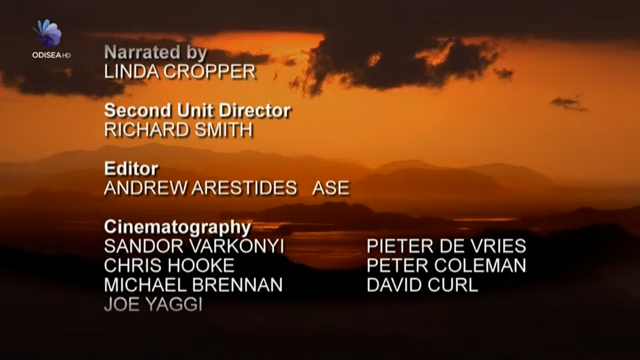 ODISEA HD
Narrated by
LINDA CROPPER
Second Unit Director
RICHARD SMITH
Editor
ANDREW ARESTIDES ASE
Cinematography
SANDOR VARKONYI PIETER DE VRIES
CHRIS HOOKE PETER COLEMAN
MICHAEL BRENNAN DAVID CURL
JOE YAGGI